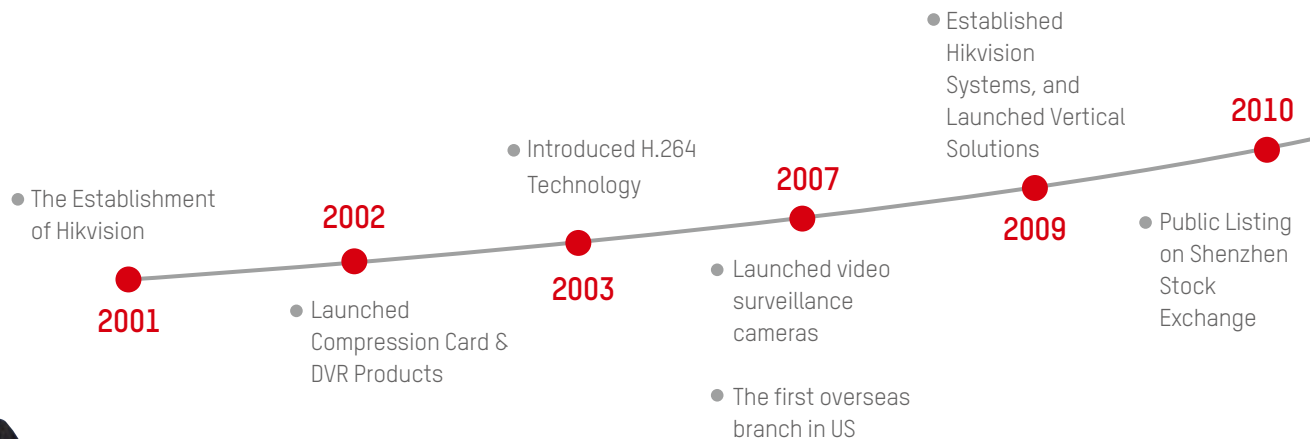 The Establishment
of Hikvision
2001
2002
Launched
Compression Card &
DVR Products
Introduced H.264
Technology
2003
2007
Launched video
surveillance
cameras
The first overseas
branch in US
Established
Hikvision
Systems, and
Launched Vertical
Solutions
2009
2010
Public Listing
on Shenzhen
Stock
Exchange